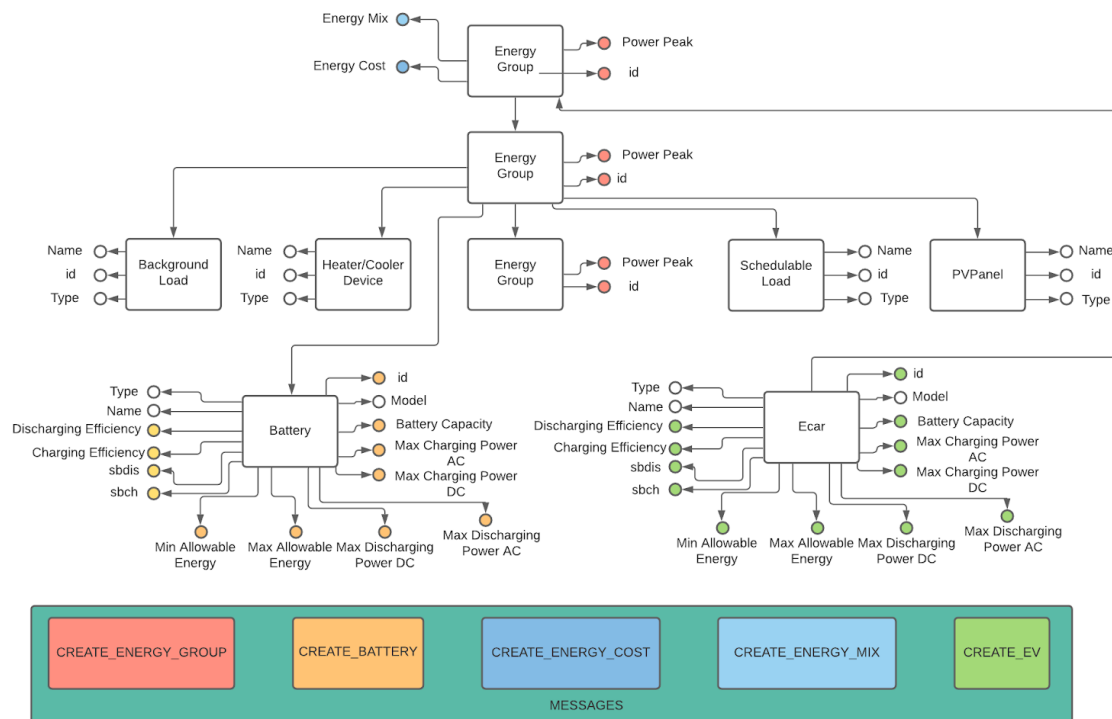 Energy Mix
Energy Cost
Energy
Group
Power Peak
id
Energy
Group
Power Peak
id
Name
id
Type
Background
Load
Name
id
Type
Heater/Cooler
Device
Energy
Group
Power Peak
id
Schedulable
Load
Name
id
Type
PVPanel
Name
id
Type
Type
Name
Discharging Efficiency
Charging Efficiency
sbdis
sbch
Battery
id
Model
Battery Capacity
Max Charging Power
AC
Max Charging Power
DC
Min Allowable
Energy
Max Allowable
Energy
Max Discharging
Power DC
Max Discharging
Power AC
Type
Name
Discharging Efficiency
Charging Efficiency
sbdis
sbch
Ecar
id
Model
Battery Capacity
Max Charging Power
AC
Max Charging Power
DC
Min Allowable
Energy
Max Allowable
Energy
Max Discharging
Power DC
Max Discharging
Power AC
CREATE_ENERGY_GROUP
CREATE_BATTERY
CREATE_ENERGY_COST
CREATE_ENERGY_MIX
CREATE_EV
MESSAGES